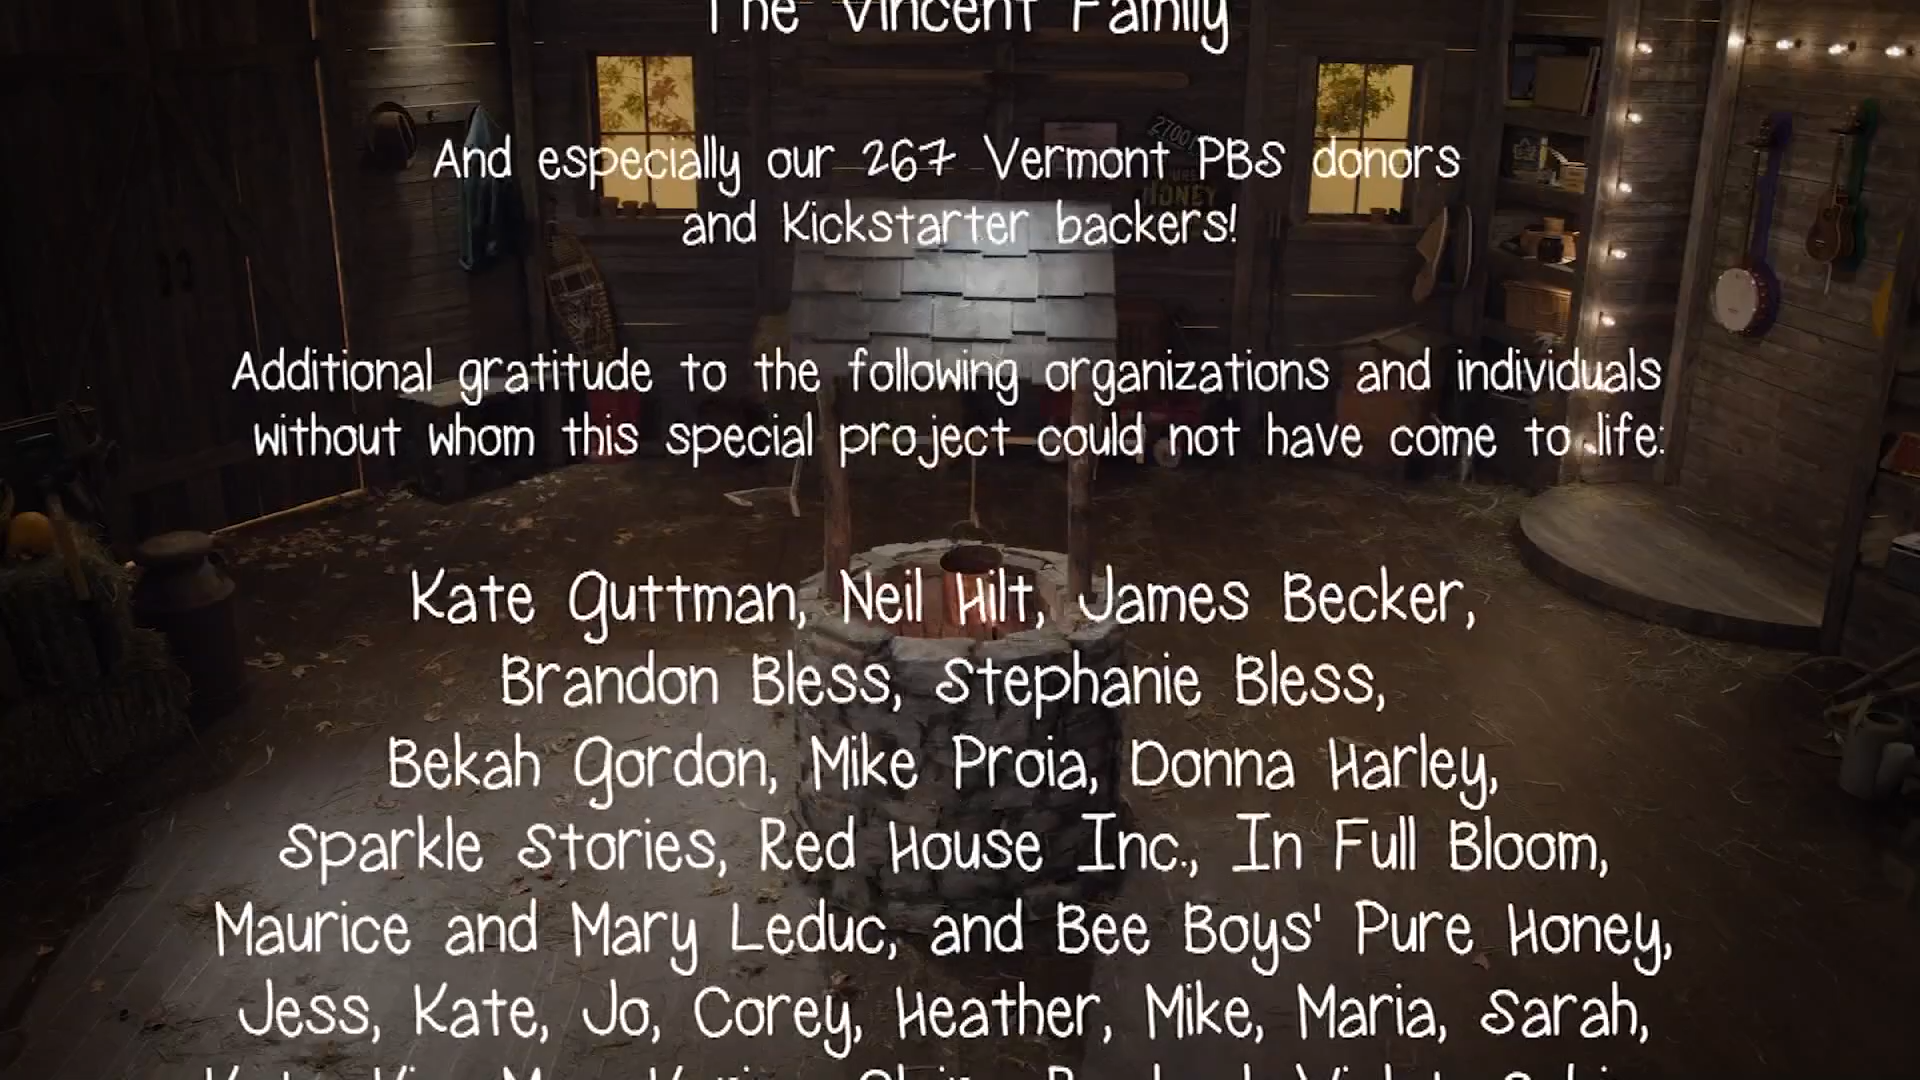 The Vincent Family
And especially our 267 Vermont PBS donors
and Kickstarter backers!
Additional gratitude to the following organizations and individuals
without whom this special project could not have come to life:
Kate Guttman, Neil Hilt, James Becker,
Brandon Bless, Stephanie Bless,
Bekah Gordon, Mike Proia, Donna Harley,
Sparkle Stories, Red House Inc., In Full Bloom,
Maurice and Mary Leduc, and Bee Boys' Pure Honey,
Jess, Kate, Jo, Corey, Heather, Mike, Maria, Sarah,
HONEY